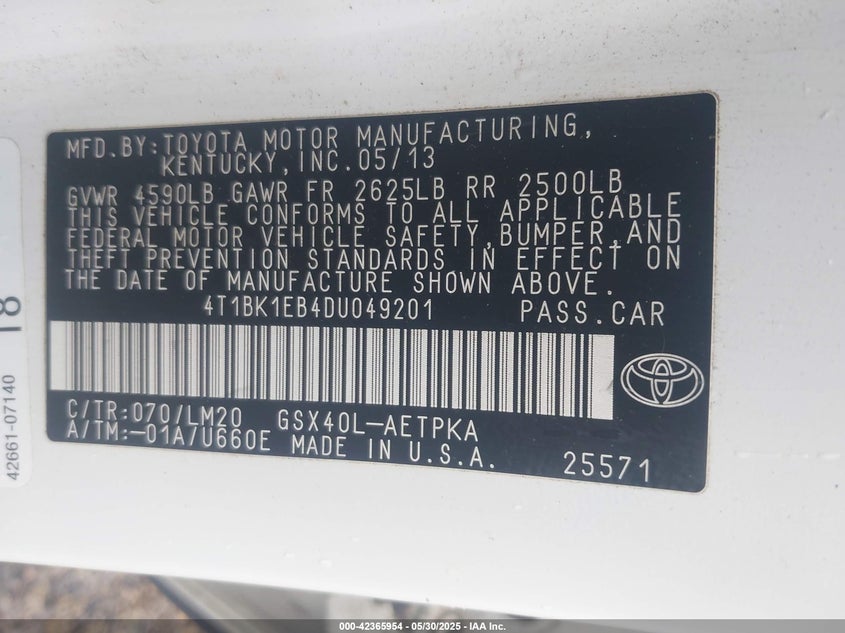 MFD.BY:TOYOTA MOTOR MANUFACTURING,
KENTUCKY,INC.05/13
GVWR 4590LB GAWR FR 2625LB RR 2500LB
THIS VEHICLE CONFORMS TO ALL APPLICABLE
FEDERAL MOTOR VEHICLE SAFETY,BUMPER,AND
THEFT PREVENTION STANDARDS IN EFFECT ON
THE DATE OF MANUFACTURE SHOWN ABOVE.
4T1BK1EB4DU049201 PASS.CAR
C/TR:070/LM20 GSX40L-AETPKA
A/TM:-01A/U660E MADE IN U.S.A.
25571
18
42661-07140
000-42365954 - 05/30/2025 - IAA Inc.